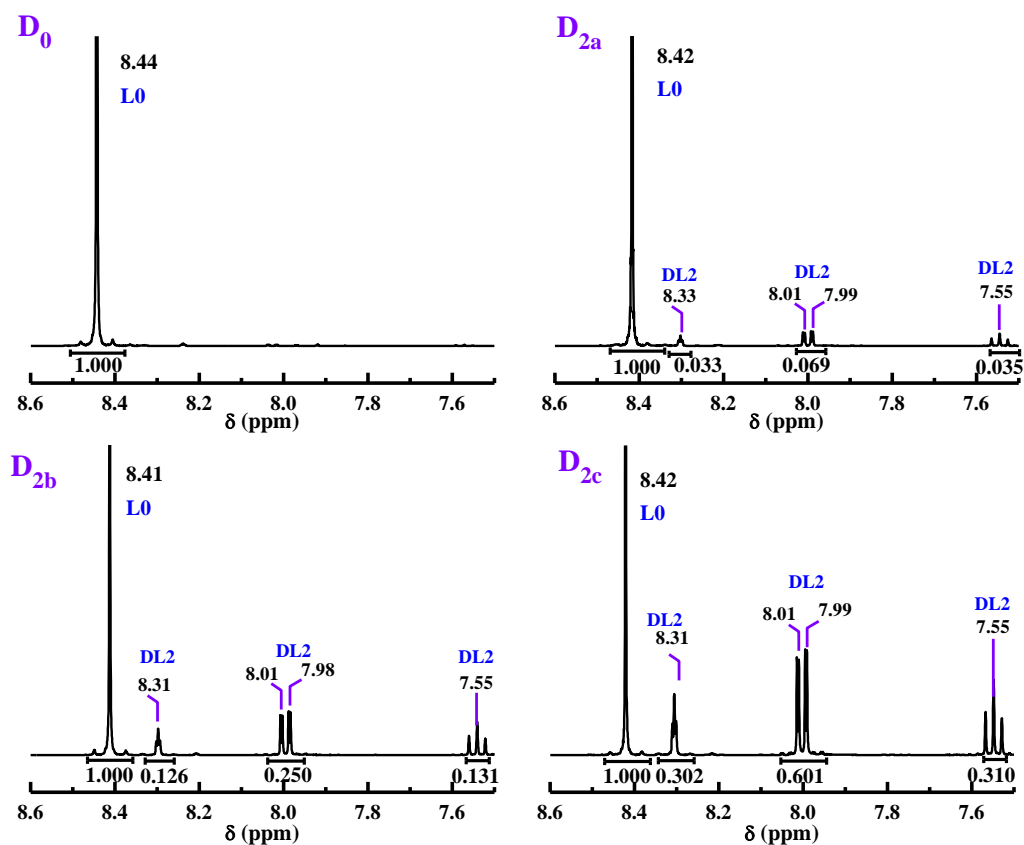 D0
8.44
L0
1.000
8.6 8.4 8.2 8.0 7.8 7.6
δ (ppm)
D2a
8.42
L0
DL2
8.33
DL2
8.01 7.99
DL2
7.55
1.000 0.033 0.069 0.035
8.6 8.4 8.2 8.0 7.8 7.6
δ (ppm)
D2b
8.41
L0
DL2
8.31
DL2
8.01 7.98
DL2
7.55
1.000 0.126 0.250 0.131
8.6 8.4 8.2 8.0 7.8 7.6
δ (ppm)
D2c
8.42
L0
DL2
8.31
DL2
8.01 7.99
DL2
7.55
1.000 0.302 0.601 0.310
8.6 8.4 8.2 8.0 7.8 7.6
δ (ppm)